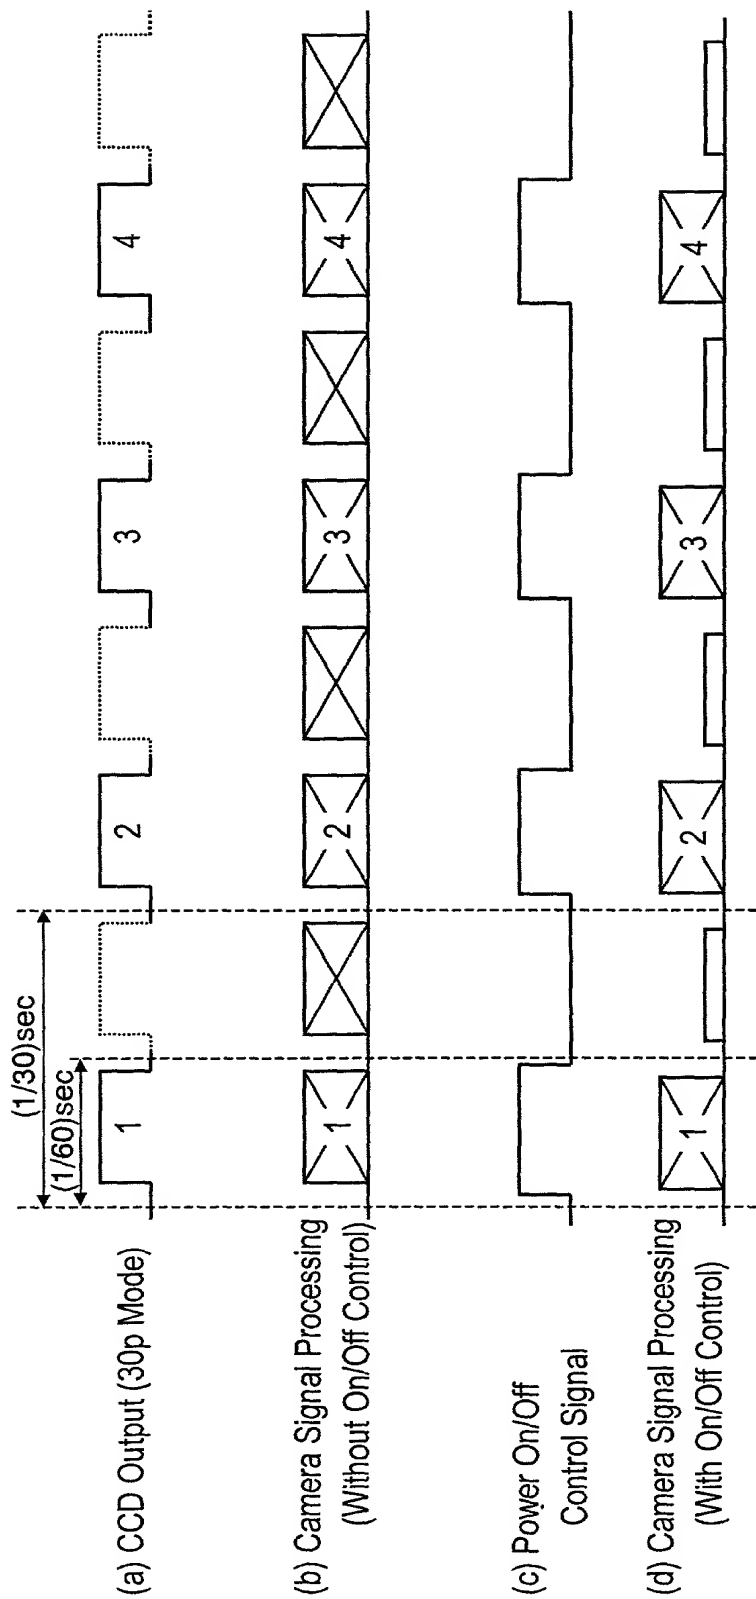 (1/30)sec
(1/60)sec
(a) CCD Output (30p Mode)
1
2
3
4
(b) Camera Signal Processing
(Without On/Off Control)
1
2
3
4
(c) Power On/Off
Control Signal
(d) Camera Signal Processing
(With On/Off Control)
1
2
3
4